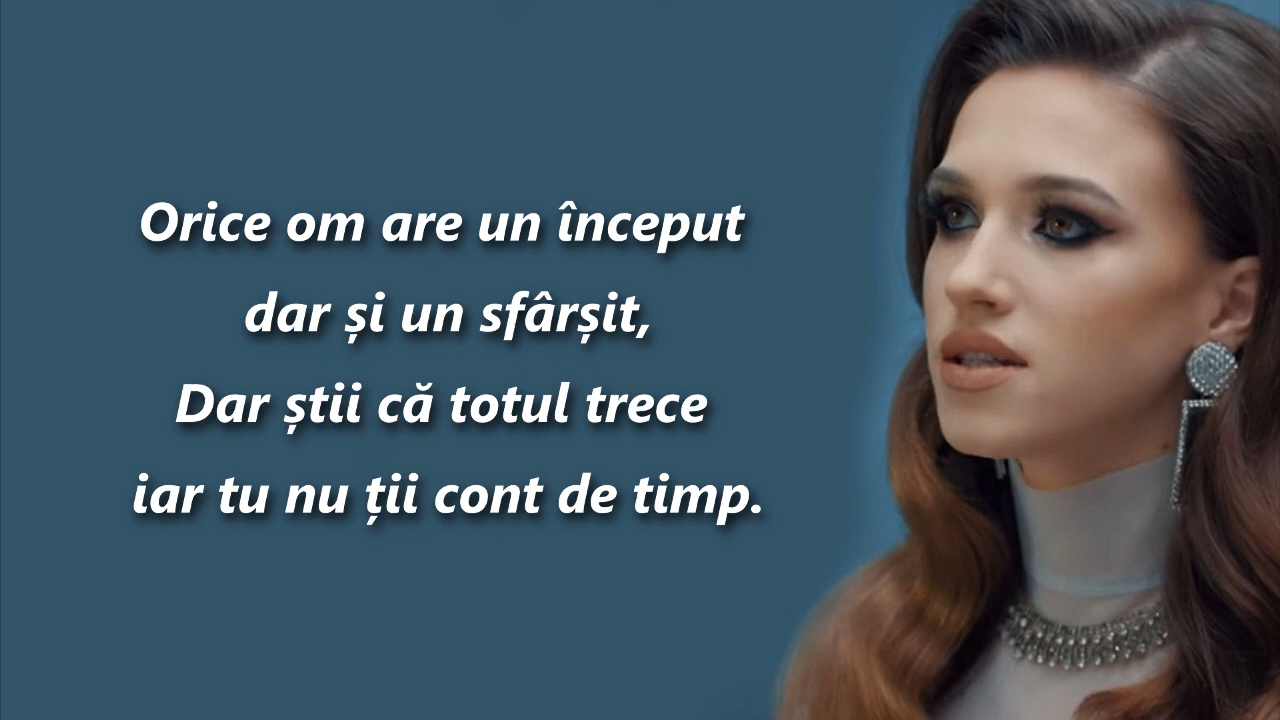 Orice om are un început
dar și un sfârșit,
Dar știi că totul trece
iar tu nu ții cont de timp.